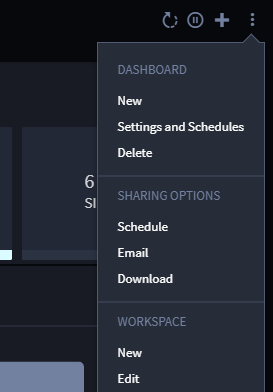 DASHBOARD
New
Settings and Schedules
Delete
6
SI
SHARING OPTIONS
Schedule
Email
Download
WORKSPACE
New
Edit